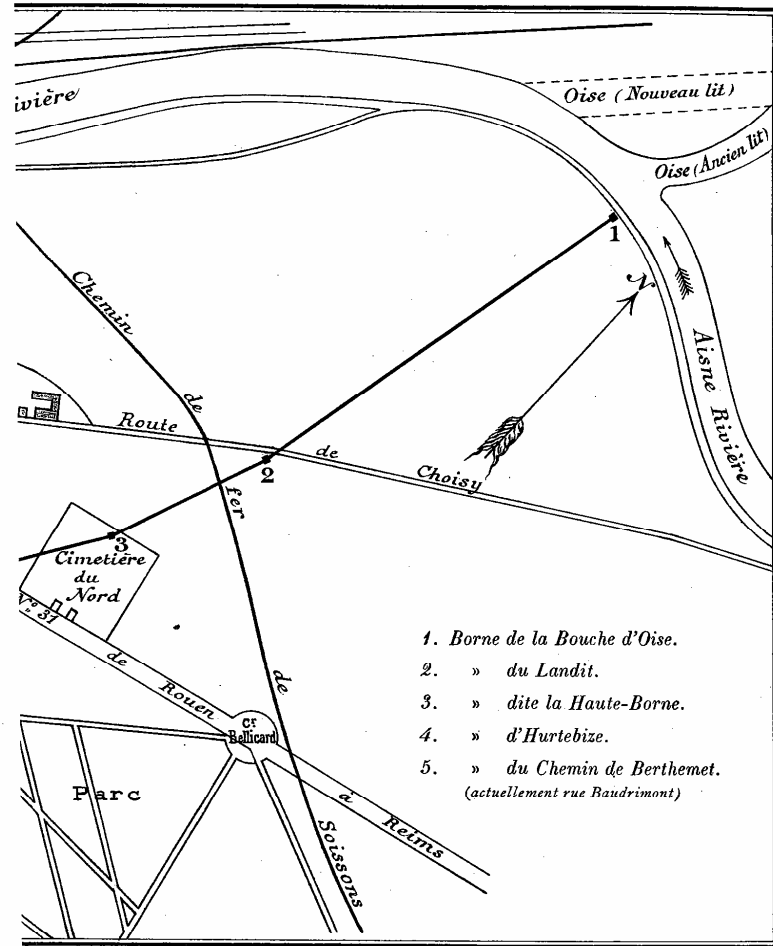 ivière
Oise (Nouveau lit)
Oise (Ancien lit)
1
N
Chemin
de
fer
de
Soissons
Aisne Rivière
Route
de
Choisy
2
3
Cimetière
du
Nord
N.° 31
de
Rouen
à
Reims
Cr
Bellicard
Parc
1. Borne de la Bouche d'Oise.
2. » du Landit.
3. » dite la Haute-Borne.
4. » d'Hurtebize.
5. » du Chemin de Berthemet.
(actuellement rue Baudrimont)